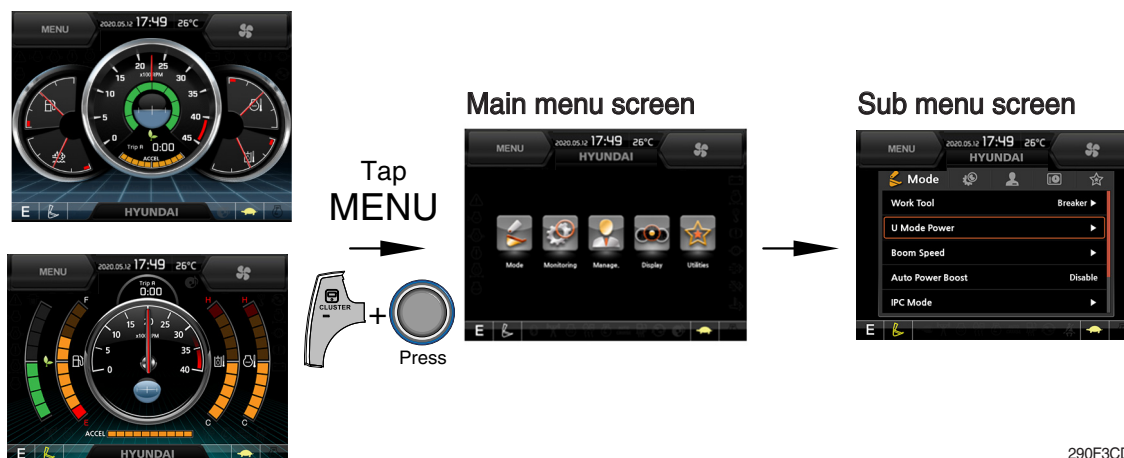 MENU
2020.05.12 17:49 26°C
20 25
x100 RPM
15 30
10 35
5 40
0 45
Trip R 0:00
ACCEL
E
HYUNDAI
MENU
2020.05.12 17:49 26°C
Trip R
0:00
F
H H
15 20 25
10 x100 RPM 30
5 35
0 40
E
C C
ACCEL
E
HYUNDAI
Tap
MENU
CLUSTER
+
Press
Main menu screen
MENU
2020.05.12 17:49 26°C
HYUNDAI
Mode Monitoring Manage. Display Utilities
E
Sub menu screen
MENU
2020.05.12 17:49 26°C
HYUNDAI
Mode
Work Tool Breaker ▶
U Mode Power ▶
Boom Speed ▶
Auto Power Boost Disable
IPC Mode ▶
E
290F3CD